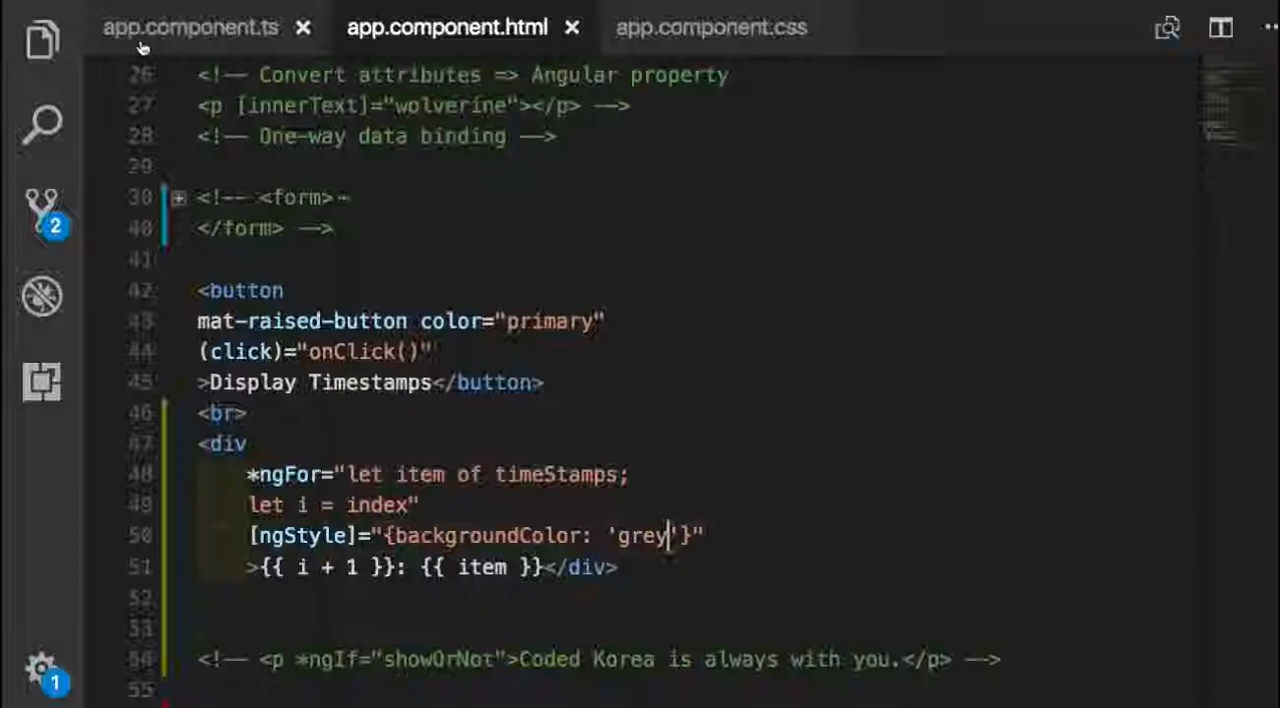 app.component.ts
app.component.html
app.component.css
26 <!-- Convert attributes => Angular property
27 <p [innerText]="wolverine"></p> -->
28 <!-- One-way data binding -->
29
30 <!-- <form>⋯
40 </form> -->
41
42 <button
43 mat-raised-button color="primary"
44 (click)="onClick()"
45 >Display Timestamps</button>
46 <br>
47 <div
48 *ngFor="let item of timeStamps;
49 let i = index"
50 [ngStyle]="{backgroundColor: 'grey'}"
51 >{{ i + 1 }}: {{ item }}</div>
52
53
54 <!-- <p *ngIf="showOrNot">Coded Korea is always with you.</p> -->
55
2
1